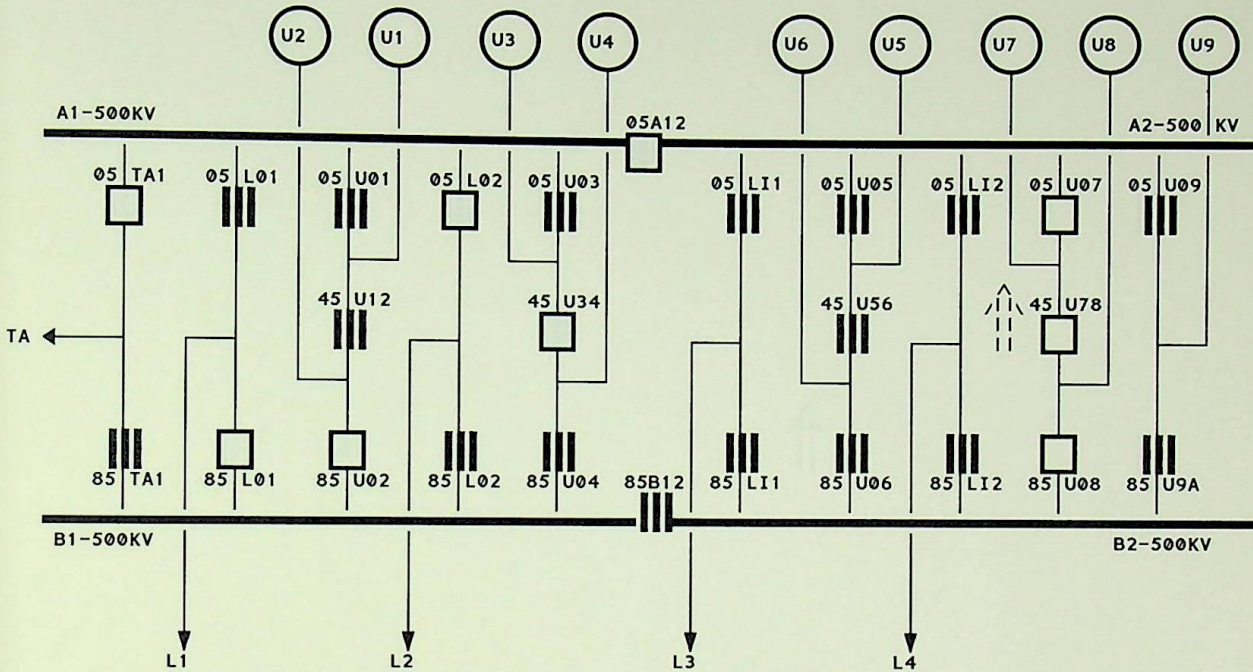 U2 U1 U3 U4 U6 U5 U7 U8 U9
A1-500KV 05A12 A2-500 KV
05 TA1 05 L01 05 U01 05 L02 05 U03 05 LI1 05 U05 05 LI2 05 U07 05 U09
45 U12 45 U34 45 U56 45 U78
TA
85 TA1 85 L01 85 U02 85 L02 85 U04 85B12 85 LI1 85 U06 85 LI2 85 U08 85 U9A
B1-500KV B2-500KV
L1 L2 L3 L4